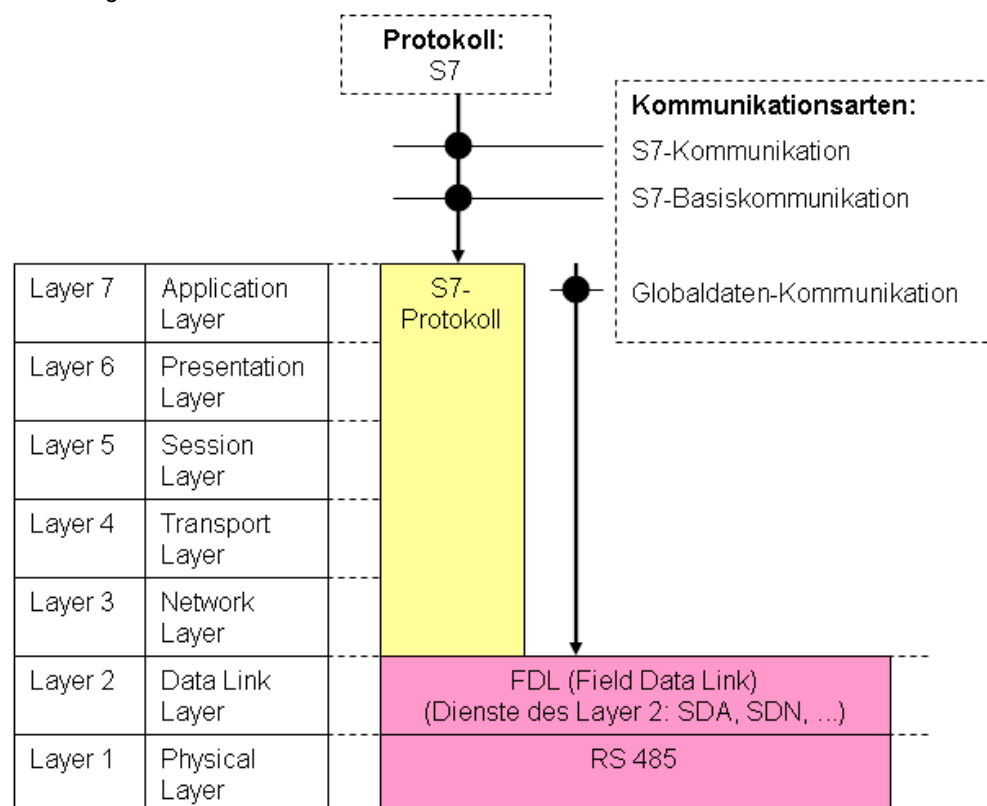 Protokoll:
S7
Kommunikationsarten:
S7-Kommunikation
S7-Basiskommunikation
Globaldaten-Kommunikation
Layer 7
Application
Layer
S7-
Protokoll
Layer 6
Presentation
Layer
Layer 5
Session
Layer
Layer 4
Transport
Layer
Layer 3
Network
Layer
Layer 2
Data Link
Layer
FDL (Field Data Link)
(Dienste des Layer 2: SDA, SDN, ...)
Layer 1
Physical
Layer
RS 485